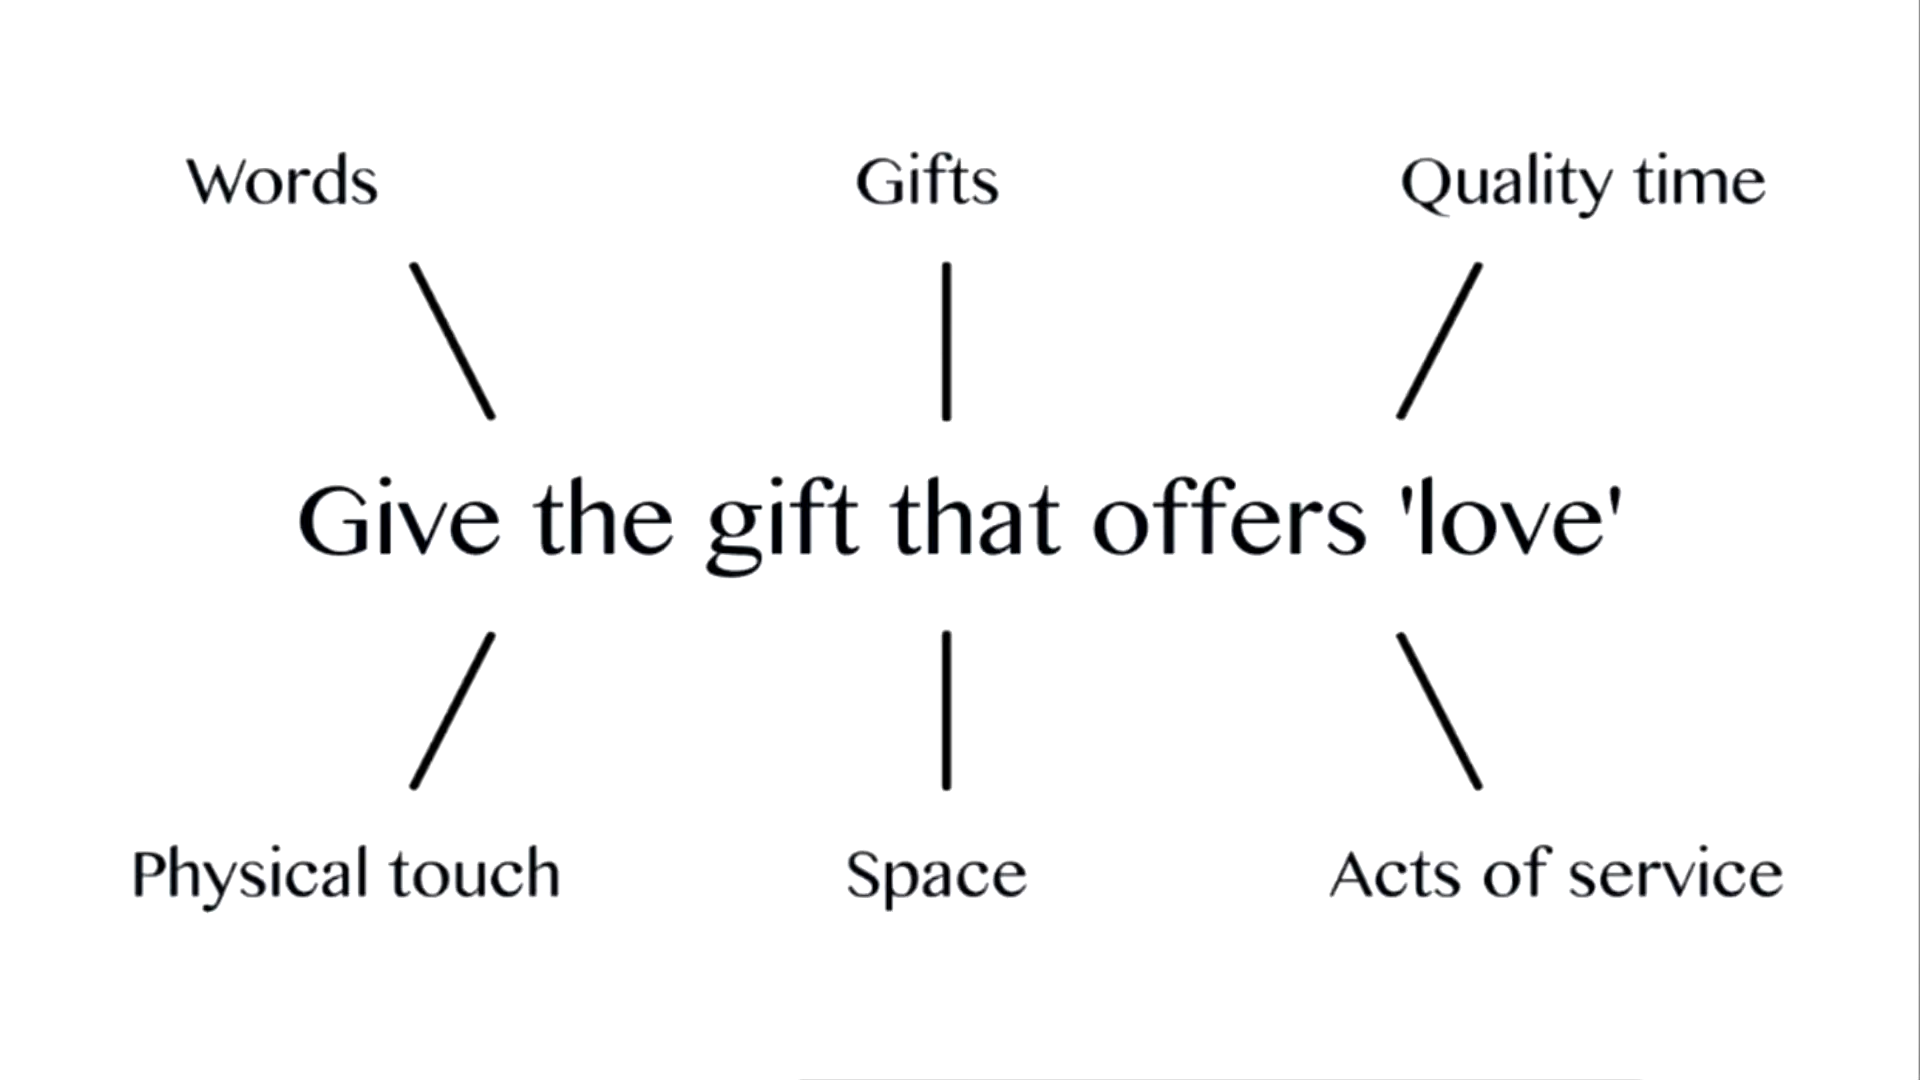 Words
Gifts
Quality time
Give the gift that offers 'love'
Physical touch
Space
Acts of service